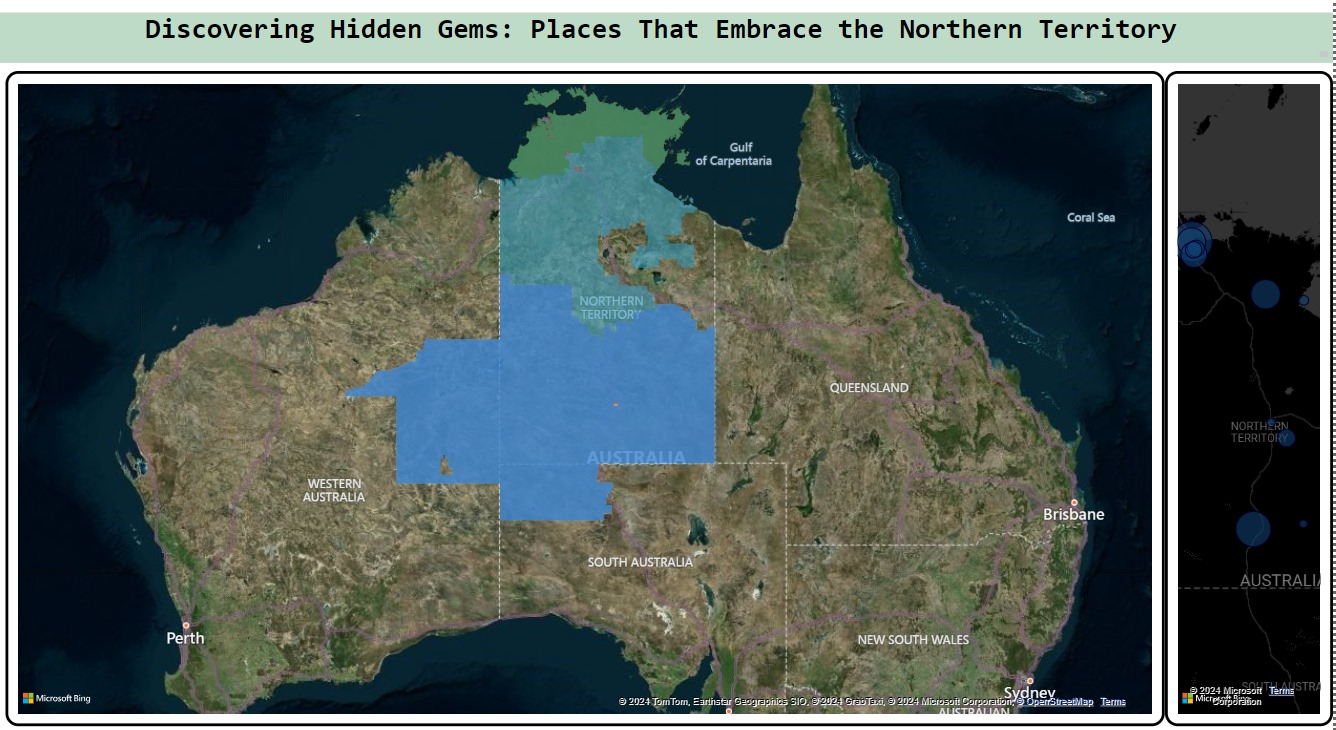 Discovering Hidden Gems: Places That Embrace the Northern Territory
Gulf
of Carpentaria
Coral Sea
NORTHERN
TERRITORY
QUEENSLAND
AUSTRALIA
WESTERN
AUSTRALIA
Brisbane
SOUTH AUSTRALIA
Perth
NEW SOUTH WALES
Sydney
AUSTRALIAN
Microsoft Bing
© 2024 TomTom, Earthstar Geographics SIO, © 2024 GrabTaxi, © 2024 Microsoft Corporation, © OpenStreetMap Terms
NORTHERN
TERRITORY
AUSTRALIA
SOUTH AUSTRA
Microsoft Bing
© 2024 Microsoft Terms
Corporation